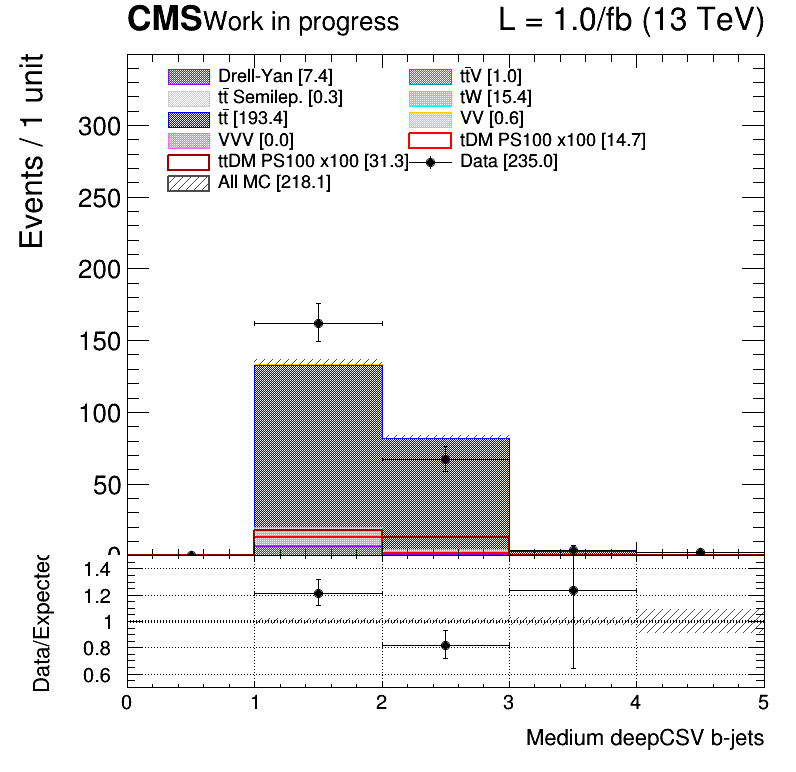 CMS Work in progress L = 1.0/fb (13 TeV)
Drell-Yan [7.4] tt̄V [1.0]
tt̄ Semilep. [0.3] tW [15.4]
tt̄ [193.4] VV [0.6]
VVV [0.0] tDM PS100 x100 [14.7]
ttDM PS100 x100 [31.3] Data [235.0]
All MC [218.1]
Events / 1 unit
300
250
200
150
100
50
0
Data/Expected
1.4
1.2
1
0.8
0.6
0 1 2 3 4 5
Medium deepCSV b-jets